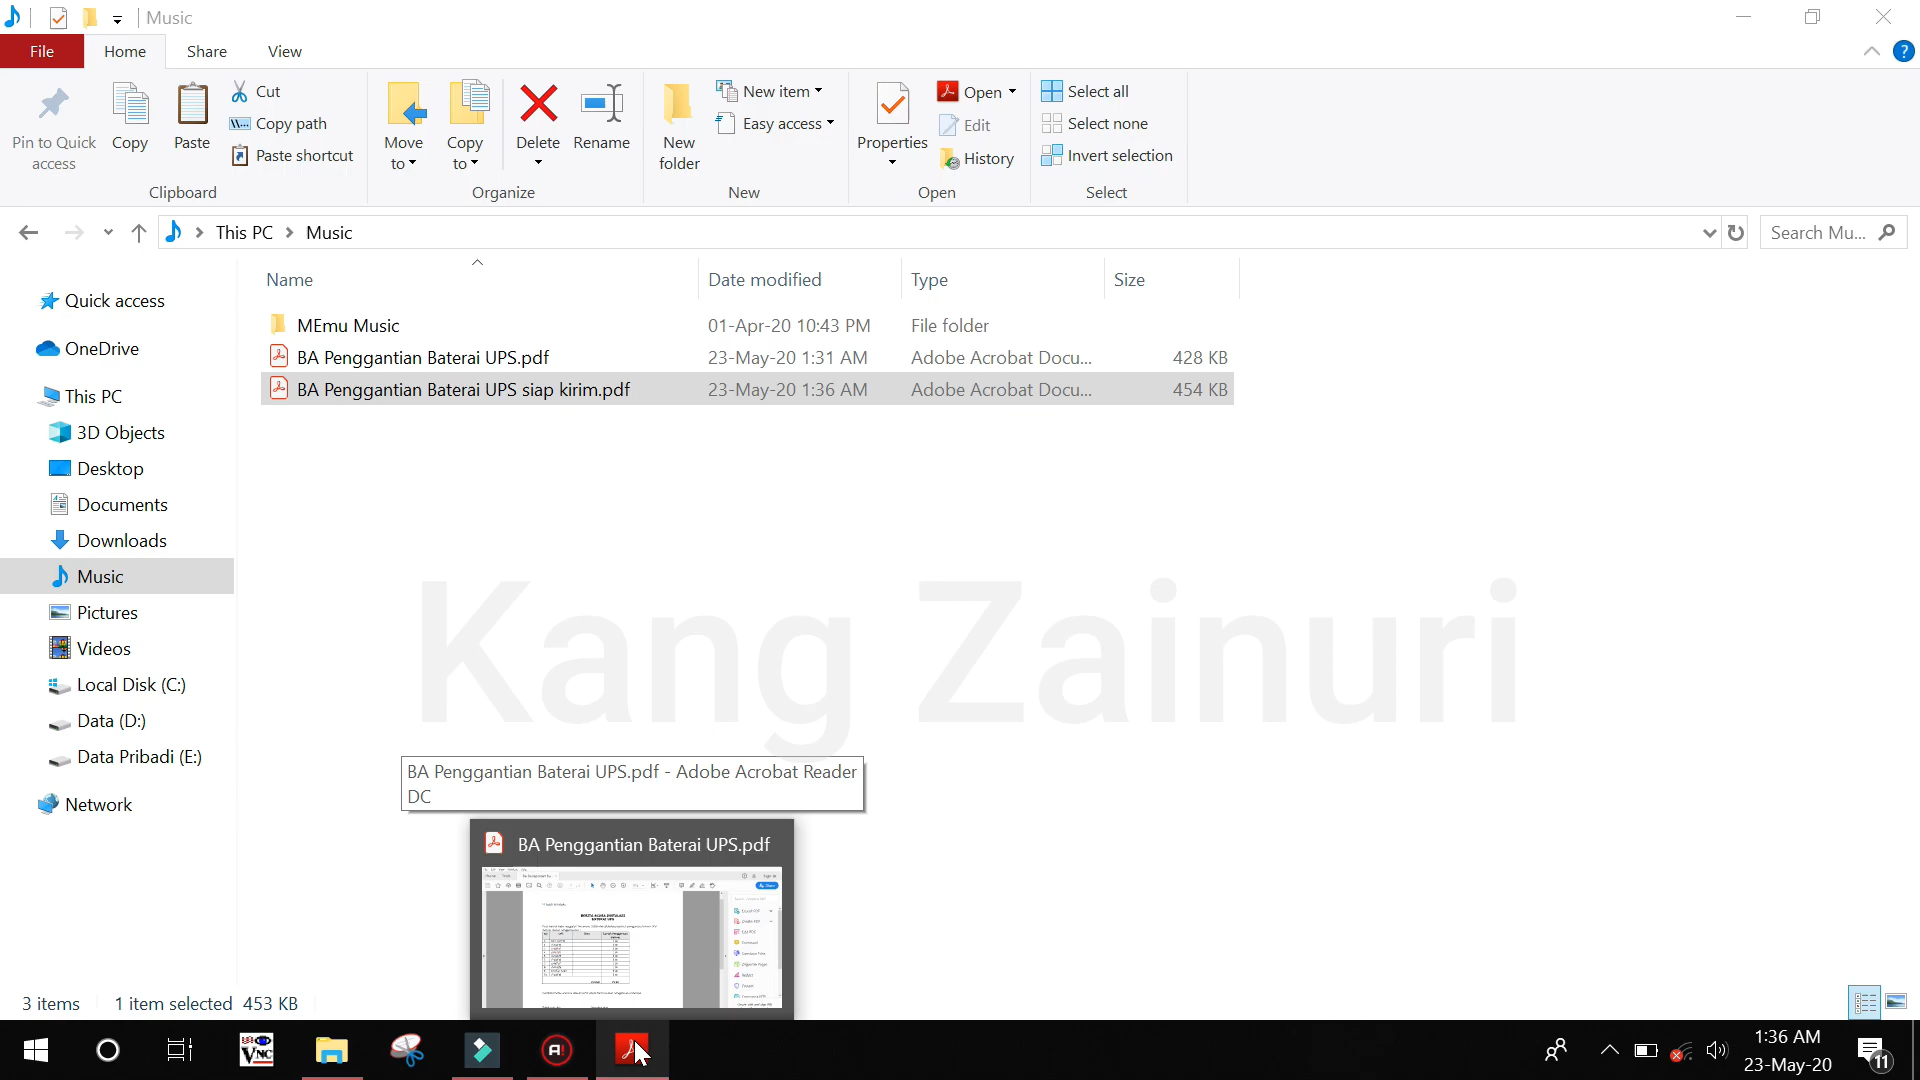 Music
File
Home
Share
View
?
Pin to Quick access
Copy
Paste
Cut
Copy path
Paste shortcut
Clipboard
Move to
Copy to
Delete
Rename
Organize
New folder
New item
Easy access
New
Properties
Open
Edit
History
Open
Select all
Select none
Invert selection
Select
This PC
Music
Search Mu...
Name
Date modified
Type
Size
MEmu Music 01-Apr-20 10:43 PM File folder
BA Penggantian Baterai UPS.pdf 23-May-20 1:31 AM Adobe Acrobat Docu... 428 KB
BA Penggantian Baterai UPS siap kirim.pdf 23-May-20 1:36 AM Adobe Acrobat Docu... 454 KB
Quick access
OneDrive
This PC
3D Objects
Desktop
Documents
Downloads
Music
Pictures
Videos
Local Disk (C:)
Data (D:)
Data Pribadi (E:)
Network
Kang Zainuri
BA Penggantian Baterai UPS.pdf - Adobe Acrobat Reader
DC
BA Penggantian Baterai UPS.pdf
3 items
1 item selected 453 KB
VNC
A!
1:36 AM
23-May-20
11